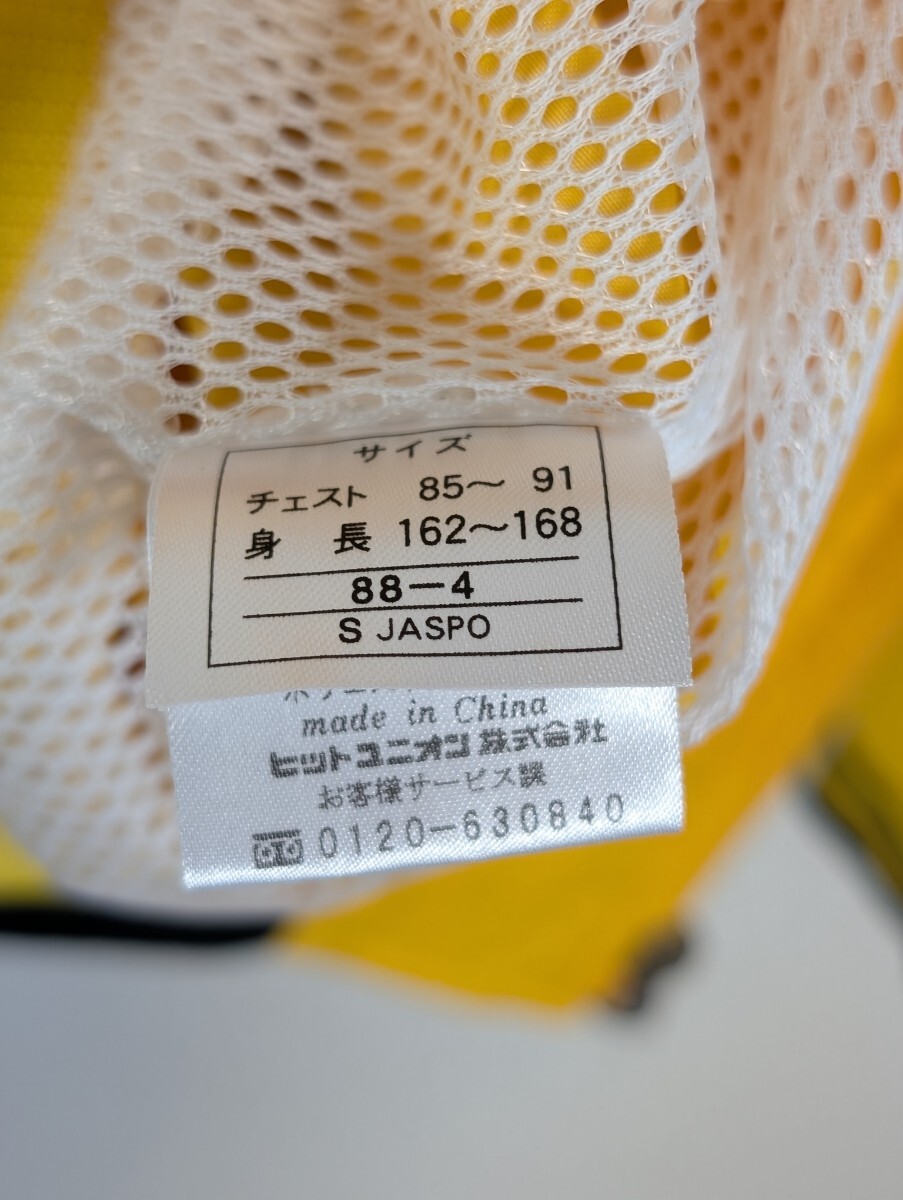 サイズ
チェスト 85〜 91
身 長 162〜168
88-4
S JASPO
made in China
ヒットユニオン株式会社
お客様サービス課
0120-630840